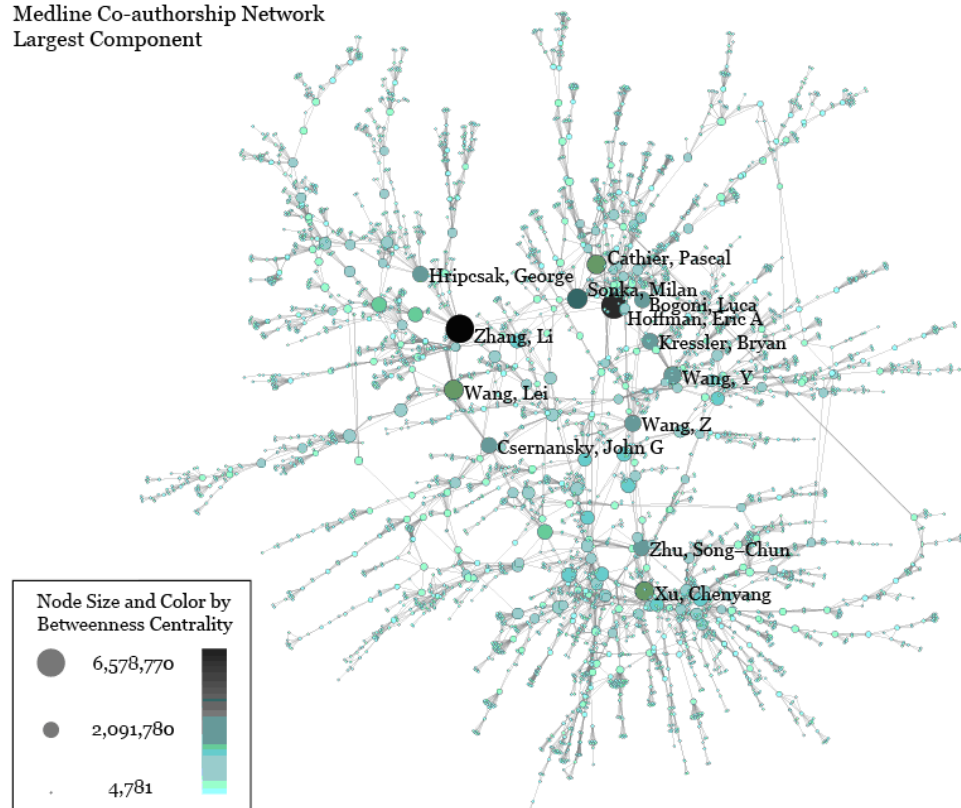 Medline Co-authorship Network
Largest Component
Cathier, Pascal
Hripcsak, George
Sonka, Milan
Bogoni, Luca
Hoffman, Eric A
Zhang, Li
Kressler, Bryan
Wang, Y
Wang, Lei
Wang, Z
Csernansky, John G
Zhu, Song–Chun
Xu, Chenyang
Node Size and Color by
Betweenness Centrality
6,578,770
2,091,780
4,781